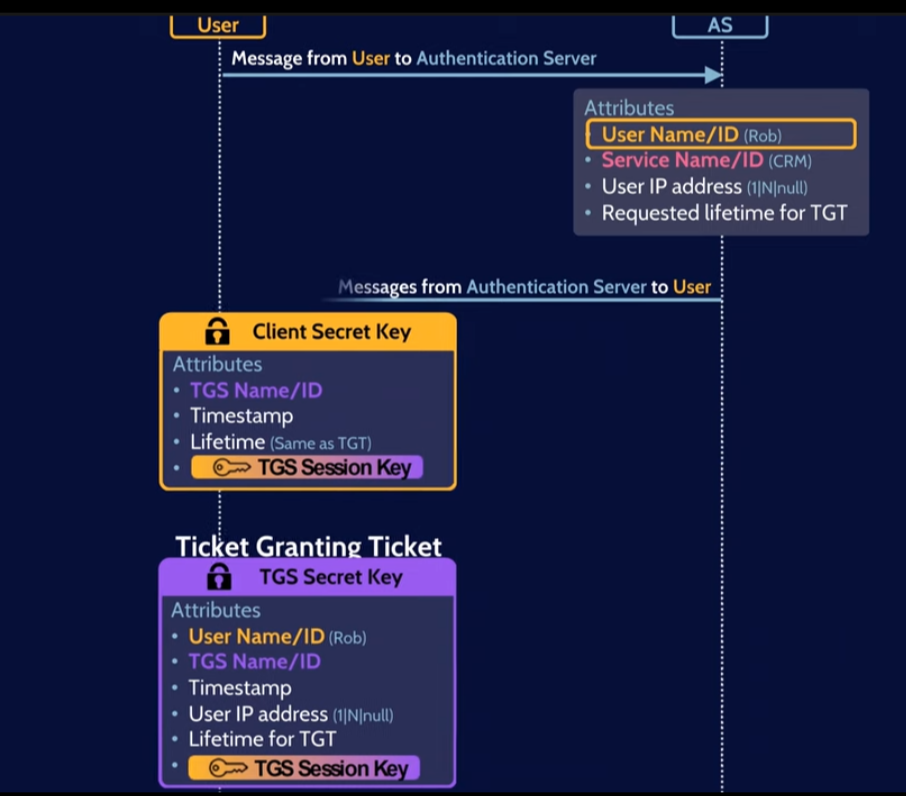 User
AS
Message from User to Authentication Server
Attributes
• User Name/ID (Rob)
• Service Name/ID (CRM)
• User IP address (1|N|null)
• Requested lifetime for TGT
Messages from Authentication Server to User
Client Secret Key
Attributes
• TGS Name/ID
• Timestamp
• Lifetime (Same as TGT)
• TGS Session Key
Ticket Granting Ticket
TGS Secret Key
Attributes
• User Name/ID (Rob)
• TGS Name/ID
• Timestamp
• User IP address (1|N|null)
• Lifetime for TGT
• TGS Session Key